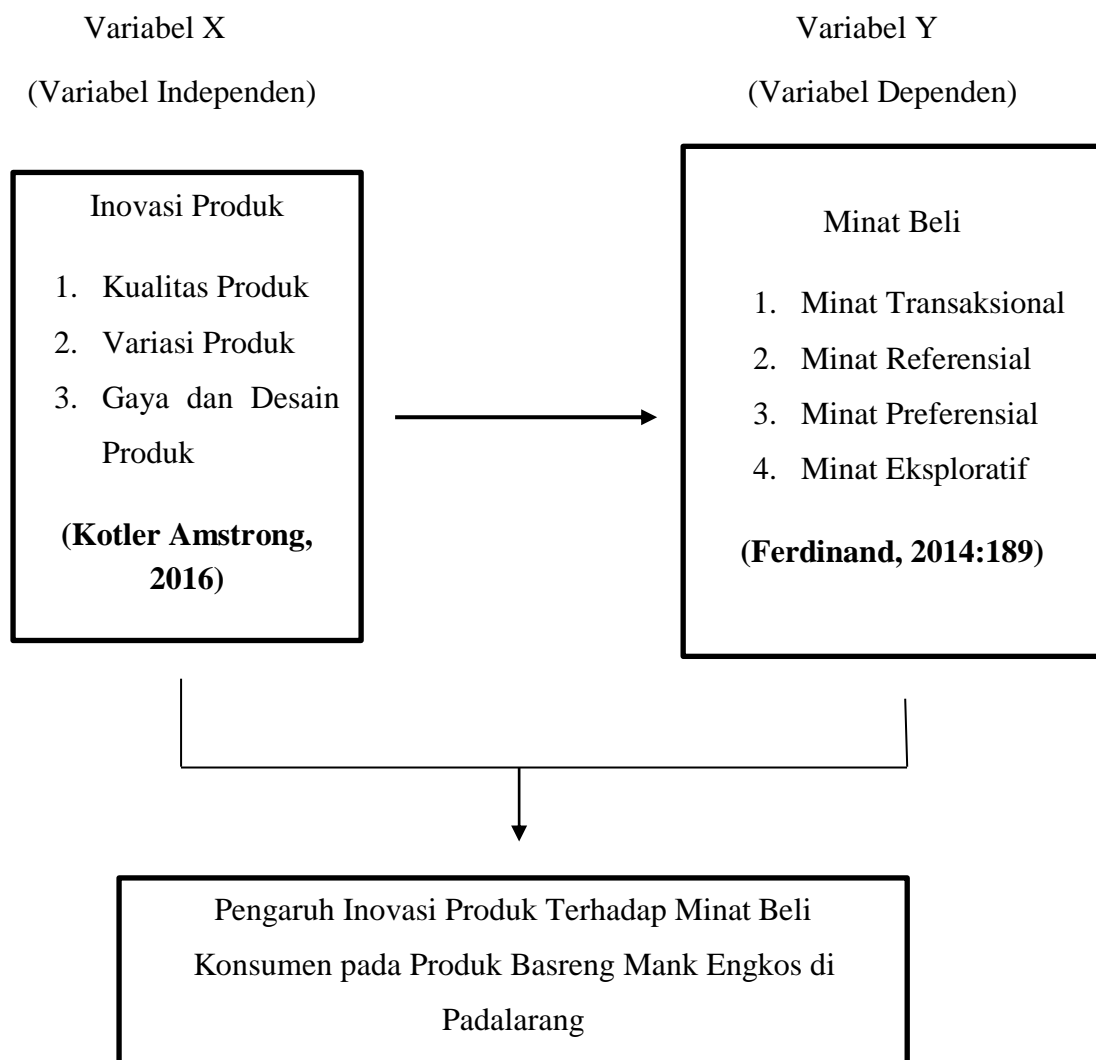 Variabel X
(Variabel Independen)
Variabel Y
(Variabel Dependen)
Inovasi Produk
1. Kualitas Produk
2. Variasi Produk
3. Gaya dan Desain
Produk
(Kotler Amstrong,
2016)
Minat Beli
1. Minat Transaksional
2. Minat Referensial
3. Minat Preferensial
4. Minat Eksploratif
(Ferdinand, 2014:189)
Pengaruh Inovasi Produk Terhadap Minat Beli
Konsumen pada Produk Basreng Mank Engkos di
Padalarang